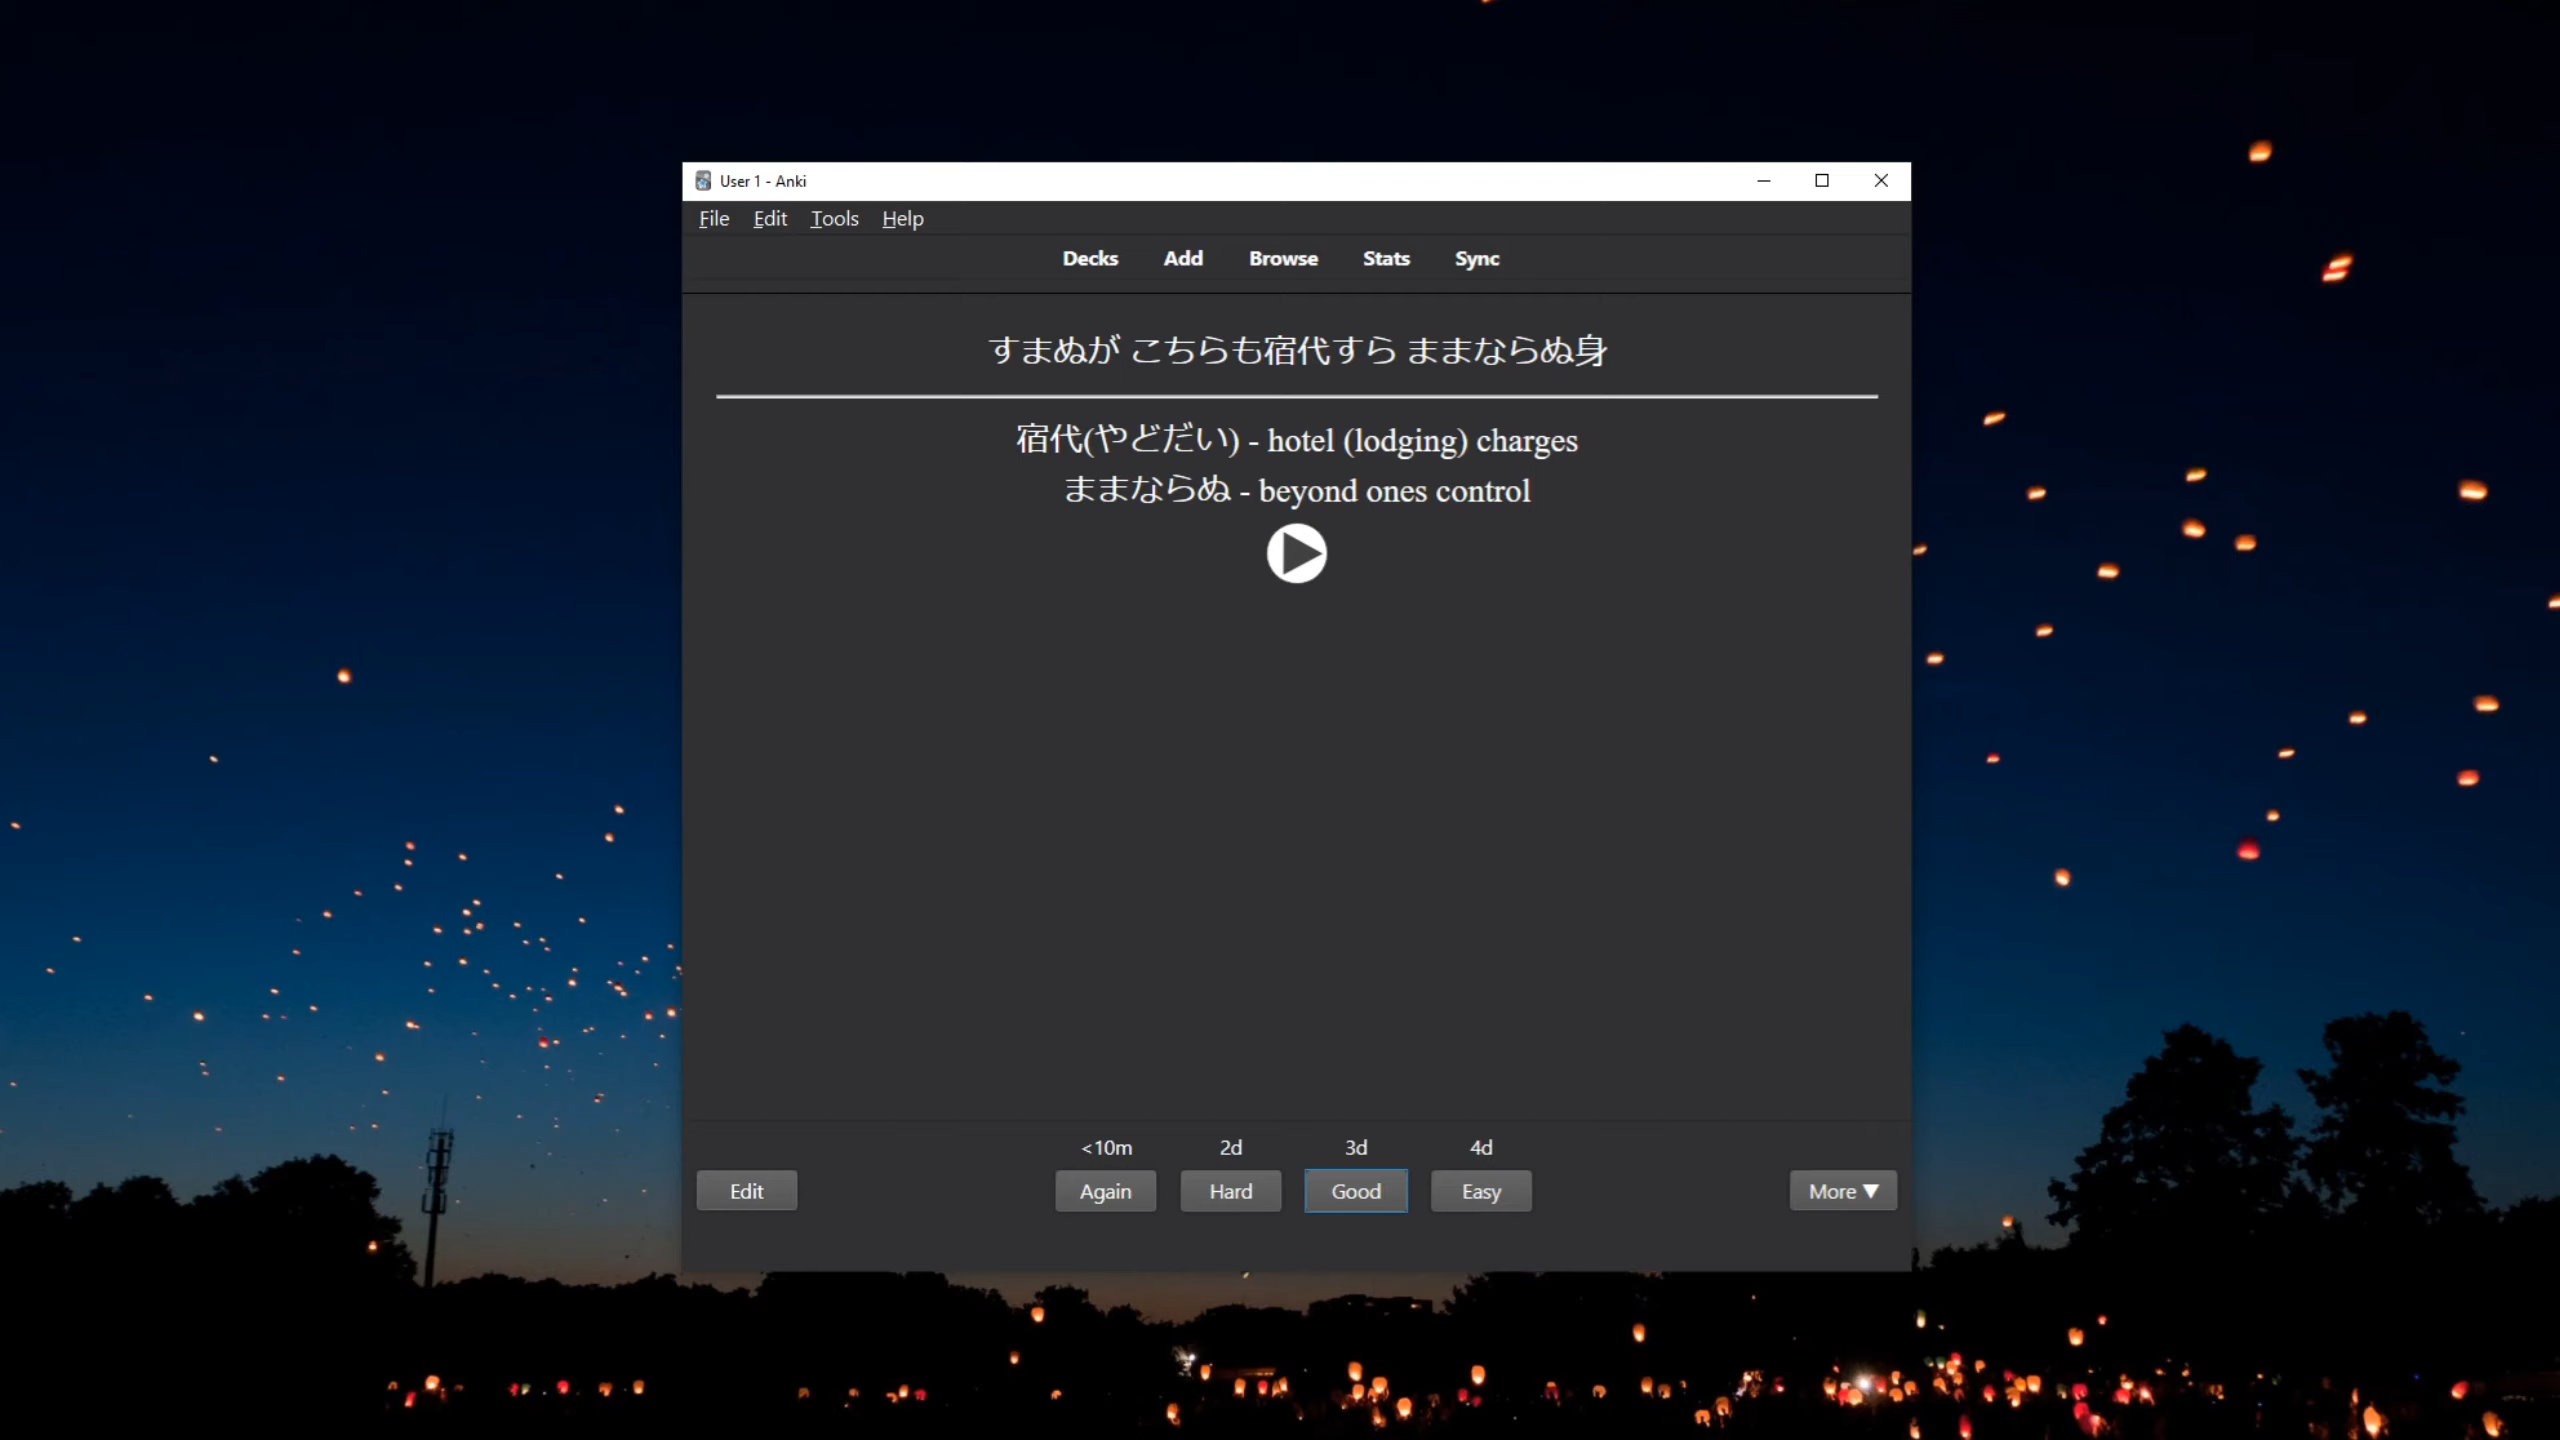 User 1 - Anki
File Edit Tools Help
Decks Add Browse Stats Sync
すまぬが こちらも宿代すら ままならぬ身
宿代(やどだい) - hotel (lodging) charges
ままならぬ - beyond ones control
<10m 2d 3d 4d
Edit Again Hard Good Easy More ▼